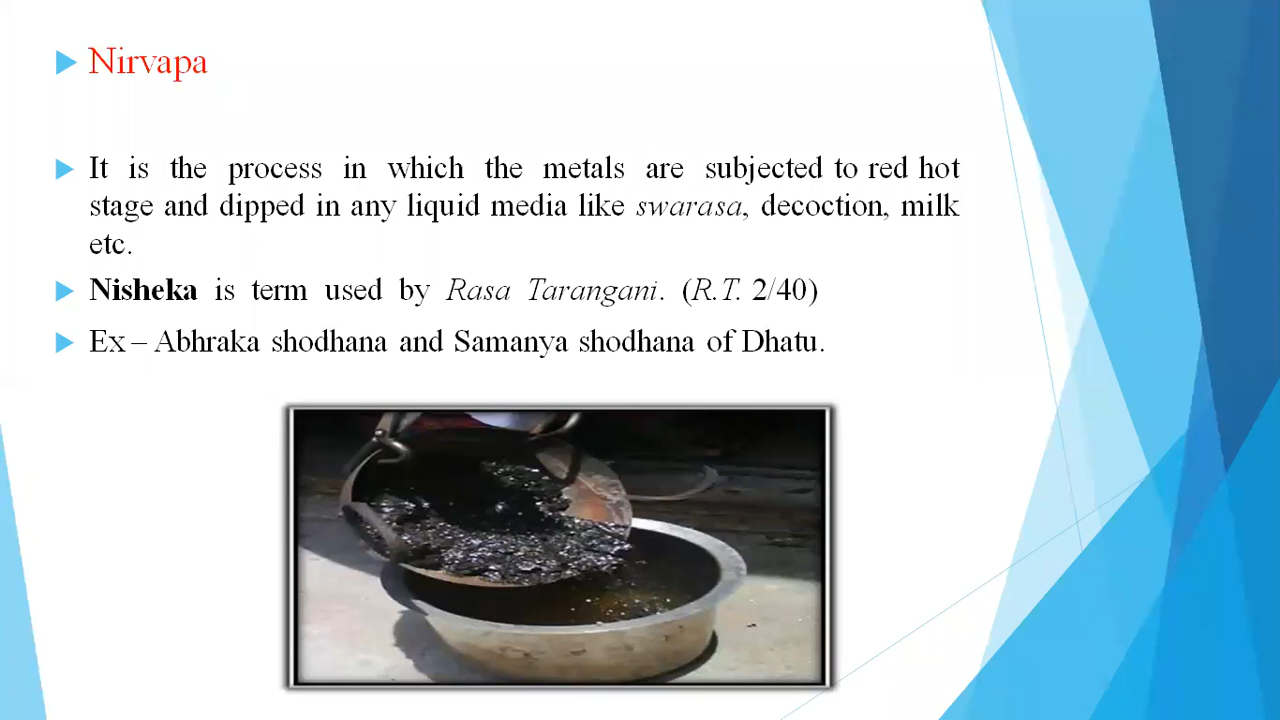 Nirvapa
It is the process in which the metals are subjected to red hot
stage and dipped in any liquid media like swarasa, decoction, milk
etc.
Nisheka is term used by Rasa Tarangani. (R.T. 2/40)
Ex – Abhraka shodhana and Samanya shodhana of Dhatu.